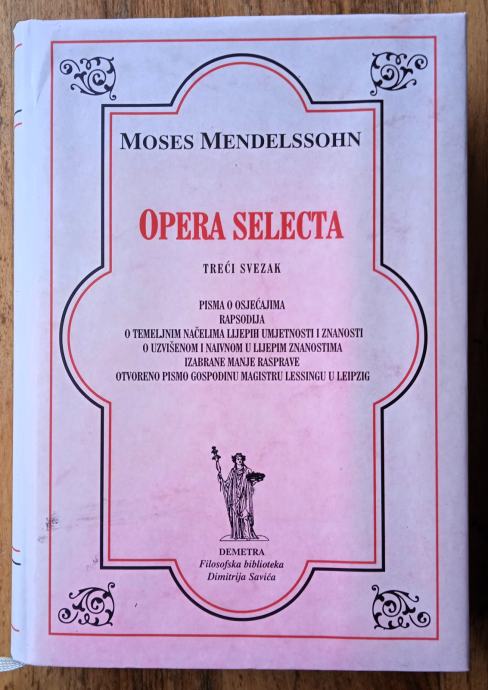 MOSES MENDELSSOHN
OPERA SELECTA
TREĆI SVEZAK
PISMA O OSJEĆAJIMA
RAPSODIJA
O TEMELJNIM NAČELIMA LIJEPIH UMJETNOSTI I ZNANOSTI
O UZVIŠENOM I NAIVNOM U LIJEPIM ZNANOSTIMA
IZABRANE MANJE RASPRAVE
OTVORENO PISMO GOSPODINU MAGISTRU LESSINGU U LEIPZIG
DEMETRA
Filosofska biblioteka
Dimitrija Savića